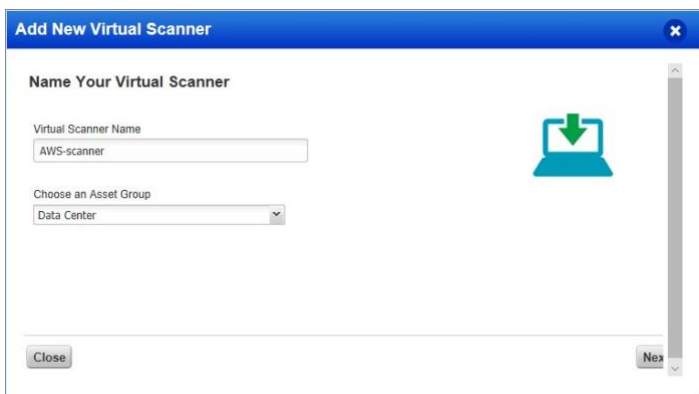 Add New Virtual Scanner
Name Your Virtual Scanner
Virtual Scanner Name
AWS-scanner
Choose an Asset Group
Data Center
Close
Nex